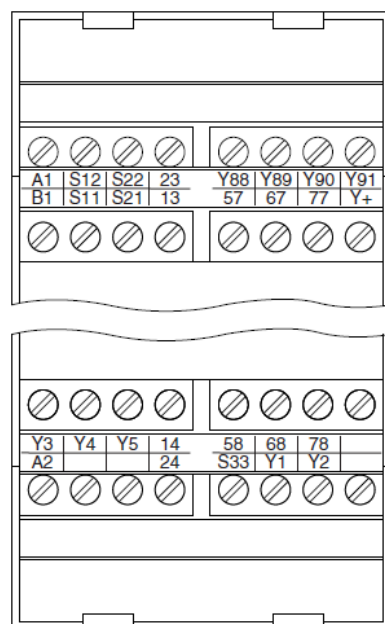 A1 S12 S22 23 Y88 Y89 Y90 Y91
B1 S11 S21 13 57 67 77 Y+
Y3 Y4 Y5 14 58 68 78
A2 24 S33 Y1 Y2